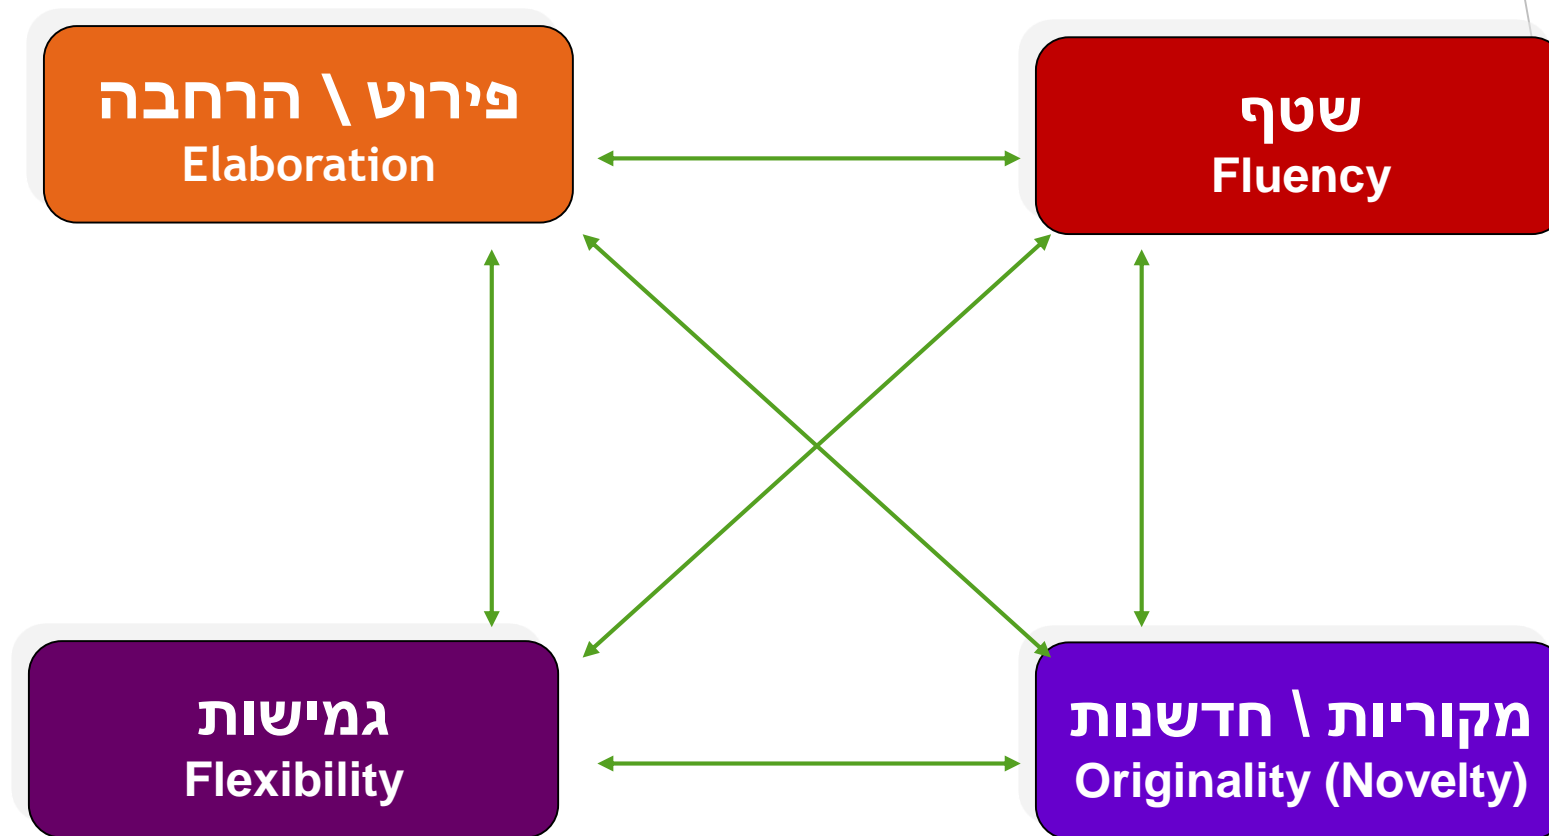 שטף
Fluency
פירוט \ הרחבה
Elaboration
מקוריות \ חדשנות
Originality (Novelty)
גמישות
Flexibility